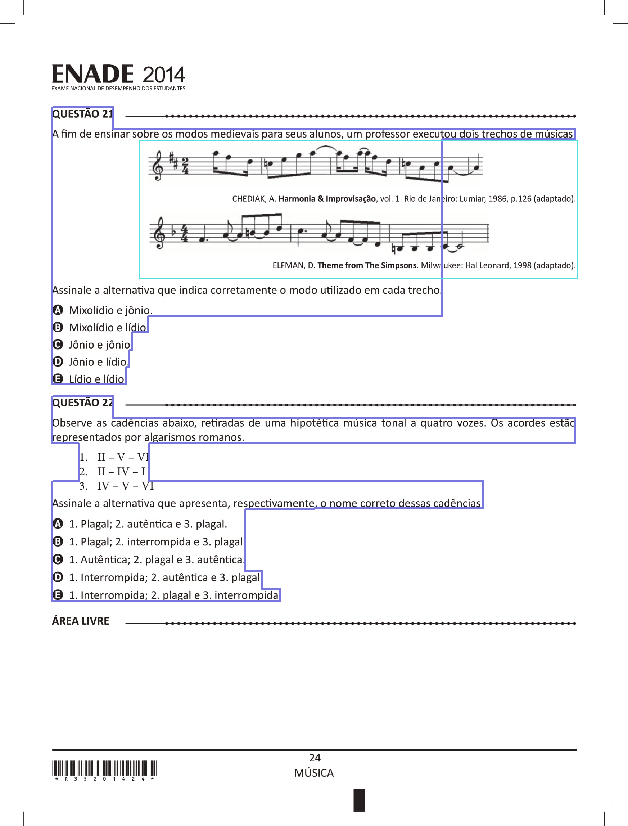 ENADE 2014
EXAME NACIONAL DE DESEMPENHO DOS ESTUDANTES
QUESTÃO 21
A fim de ensinar sobre os modos medievais para seus alunos, um professor executou dois trechos de músicas.
CHEDIAK, A. Harmonia & Improvisação, vol. 1. Rio de Janeiro: Lumiar, 1986, p.126 (adaptado).
ELFMAN, D. Theme from The Simpsons. Milwaukee: Hal Leonard, 1998 (adaptado).
Assinale a alternativa que indica corretamente o modo utilizado em cada trecho.
A Mixolídio e jônio.
B Mixolídio e lídio.
C Jônio e jônio.
D Jônio e lídio.
E Lídio e lídio.
QUESTÃO 22
Observe as cadências abaixo, retiradas de uma hipotética música tonal a quatro vozes. Os acordes estão
representados por algarismos romanos.
1. II – V – VI
2. II – IV – I
3. IV – V – VI
Assinale a alternativa que apresenta, respectivamente, o nome correto dessas cadências.
A 1. Plagal; 2. autêntica e 3. plagal.
B 1. Plagal; 2. interrompida e 3. plagal.
C 1. Autêntica; 2. plagal e 3. autêntica.
D 1. Interrompida; 2. autêntica e 3. plagal.
E 1. Interrompida; 2. plagal e 3. interrompida.
ÁREA LIVRE
24
MÚSICA